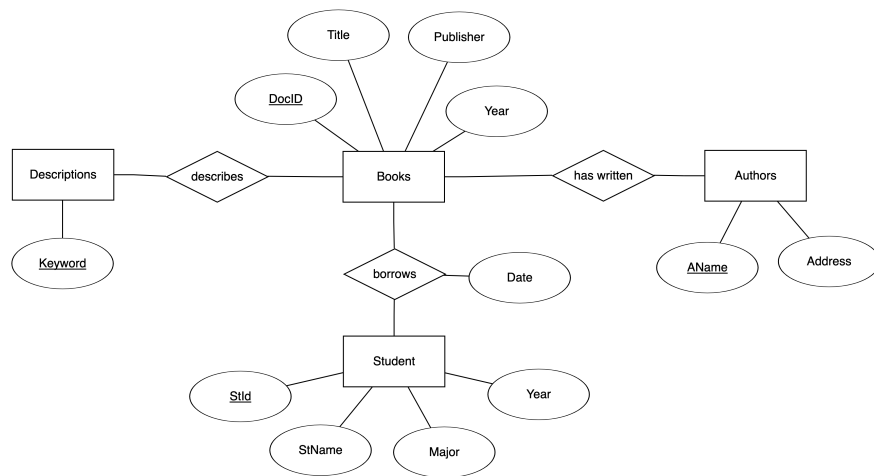 Title
Publisher
DocID
Year
Descriptions
describes
Books
has written
Authors
Keyword
borrows
Date
AName
Address
Student
StId
Year
StName
Major